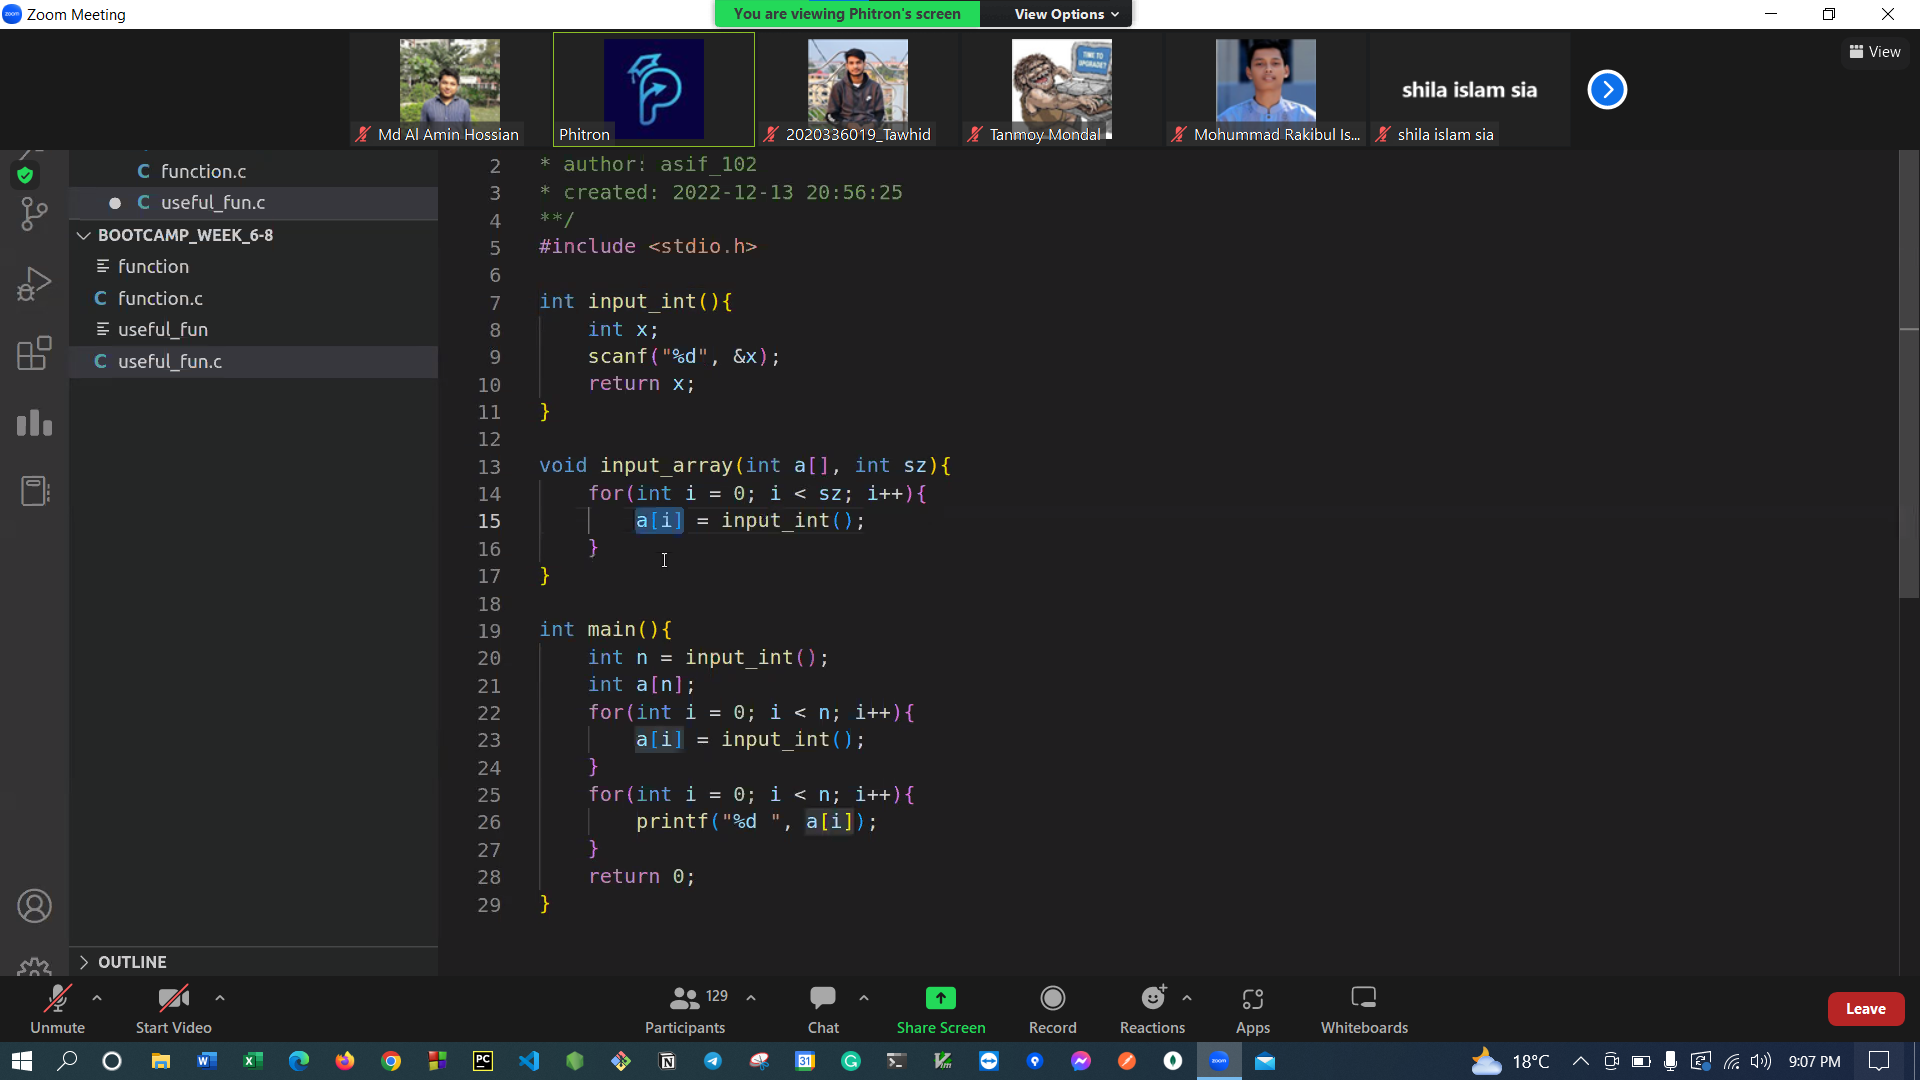 Zoom Meeting
You are viewing Phitron's screen
View Options
TIME TO UPGRADE?
shila islam sia
View
Md Al Amin Hossian
Phitron
2020336019_Tawhid
Tanmoy Mondal
Mohummad Rakibul Is...
shila islam sia
C function.c
C useful_fun.c
BOOTCAMP_WEEK_6-8
function
C function.c
useful_fun
C useful_fun.c
OUTLINE
2 * author: asif_102
3 * created: 2022-12-13 20:56:25
4 **/
5 #include <stdio.h>
6
7 int input_int(){
8 int x;
9 scanf("%d", &x);
10 return x;
11 }
12
13 void input_array(int a[], int sz){
14 for(int i = 0; i < sz; i++){
15 a[i] = input_int();
16 }
17 }
18
19 int main(){
20 int n = input_int();
21 int a[n];
22 for(int i = 0; i < n; i++){
23 a[i] = input_int();
24 }
25 for(int i = 0; i < n; i++){
26 printf("%d ", a[i]);
27 }
28 return 0;
29 }
Unmute
Start Video
129
Participants
Chat
Share Screen
Record
Reactions
Apps
Whiteboards
Leave
18°C
9:07 PM